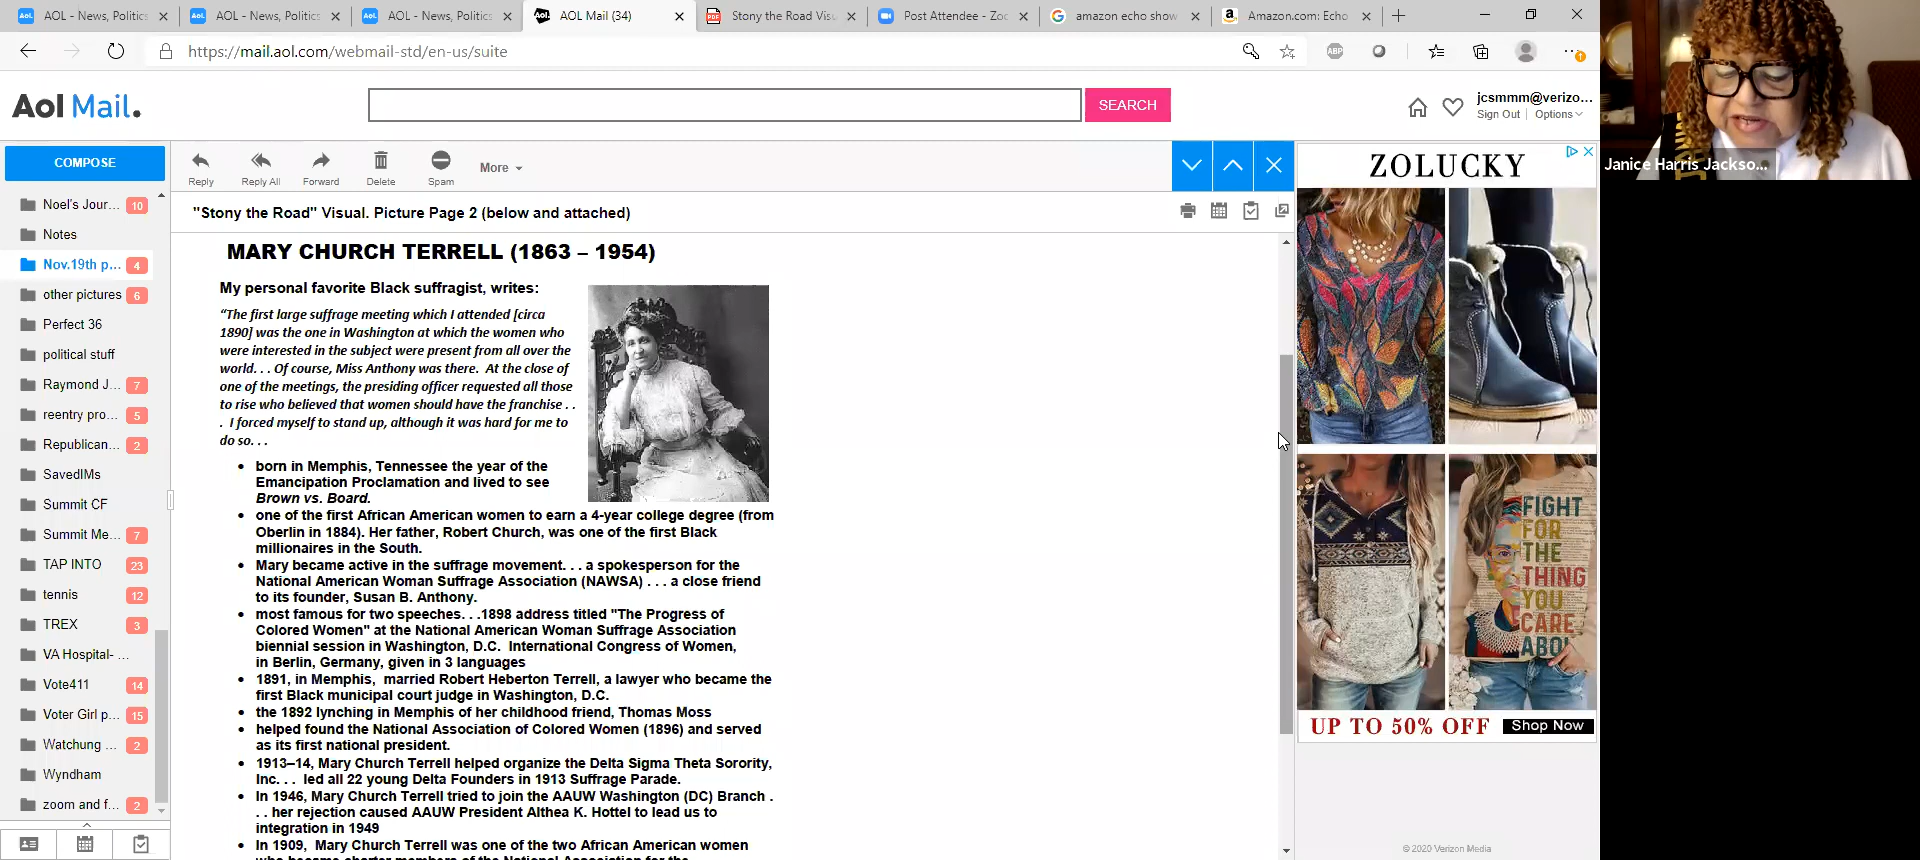 AOL - News, Politics
AOL - News, Politics
AOL - News, Politics
AOL Mail (34)
Stony the Road Visu
Post Attendee - Zoo
amazon echo show
Amazon.com: Echo
https://mail.aol.com/webmail-std/en-us/suite
ABP
Aol Mail.
SEARCH
jcsmmm@verizo...
Sign Out | Options
COMPOSE
Reply
Reply All
Forward
Delete
Spam
More
"Stony the Road" Visual. Picture Page 2 (below and attached)
Noel's Jour... 10
Notes
Nov.19th p... 4
other pictures 6
Perfect 36
political stuff
Raymond J... 7
reentry pro... 5
Republican... 2
SavedIMs
Summit CF
Summit Me... 7
TAP INTO 23
tennis 12
TREX 3
VA Hospital- ...
Vote411 14
Voter Girl p... 15
Watchung ... 2
Wyndham
zoom and f... 2
MARY CHURCH TERRELL (1863 – 1954)
My personal favorite Black suffragist, writes:
"The first large suffrage meeting which I attended [circa
1890] was the one in Washington at which the women who
were interested in the subject were present from all over the
world. . . Of course, Miss Anthony was there. At the close of
one of the meetings, the presiding officer requested all those
to rise who believed that women should have the franchise . .
. I forced myself to stand up, although it was hard for me to
do so. . .
• born in Memphis, Tennessee the year of the
Emancipation Proclamation and lived to see
Brown vs. Board.
• one of the first African American women to earn a 4-year college degree (from
Oberlin in 1884). Her father, Robert Church, was one of the first Black
millionaires in the South.
• Mary became active in the suffrage movement. . . a spokesperson for the
National American Woman Suffrage Association (NAWSA) . . . a close friend
to its founder, Susan B. Anthony.
• most famous for two speeches. . .1898 address titled "The Progress of
Colored Women" at the National American Woman Suffrage Association
biennial session in Washington, D.C. International Congress of Women,
in Berlin, Germany, given in 3 languages
• 1891, in Memphis, married Robert Heberton Terrell, a lawyer who became the
first Black municipal court judge in Washington, D.C.
• the 1892 lynching in Memphis of her childhood friend, Thomas Moss
• helped found the National Association of Colored Women (1896) and served
as its first national president.
• 1913–14, Mary Church Terrell helped organize the Delta Sigma Theta Sorority,
Inc. . . led all 22 young Delta Founders in 1913 Suffrage Parade.
• In 1946, Mary Church Terrell tried to join the AAUW Washington (DC) Branch .
. . her rejection caused AAUW President Althea K. Hottel to lead us to
integration in 1949
• In 1909, Mary Church Terrell was one of the two African American women
who became charter members of the National Association for the
ZOLUCKY
FIGHT
FOR
THE
THING
YOU
CARE
ABOU
UP TO 50% OFF
Shop Now
© 2020 Verizon Media
Janice Harris Jackso...